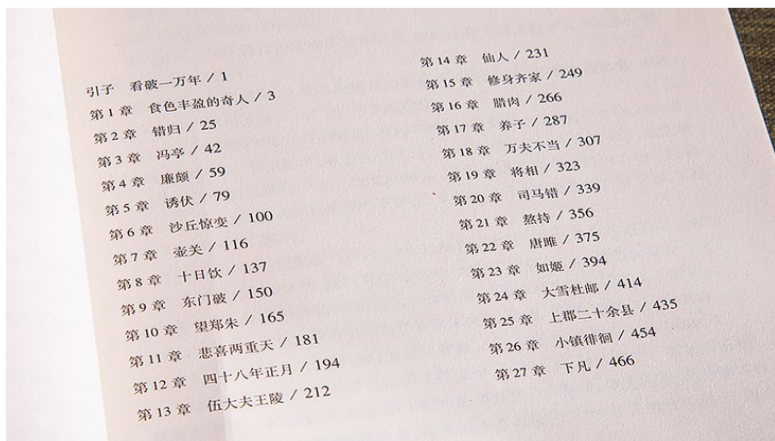 引子 看破一万年 / 1
第 1 章 食色丰盈的奇人 / 3
第 2 章 错归 / 25
第 3 章 冯亭 / 42
第 4 章 廉颇 / 59
第 5 章 诱伏 / 79
第 6 章 沙丘惊变 / 100
第 7 章 壶关 / 116
第 8 章 十日饮 / 137
第 9 章 东门破 / 150
第 10 章 望郑朱 / 165
第 11 章 悲喜两重天 / 181
第 12 章 四十八年正月 / 194
第 13 章 伍大夫王陵 / 212
第 14 章 仙人 / 231
第 15 章 修身齐家 / 249
第 16 章 腊肉 / 266
第 17 章 养子 / 287
第 18 章 万夫不当 / 307
第 19 章 将相 / 323
第 20 章 司马错 / 339
第 21 章 熬持 / 356
第 22 章 唐雎 / 375
第 23 章 如姬 / 394
第 24 章 大雪杜邮 / 414
第 25 章 上郡二十余县 / 435
第 26 章 小镇徘徊 / 454
第 27 章 下凡 / 466